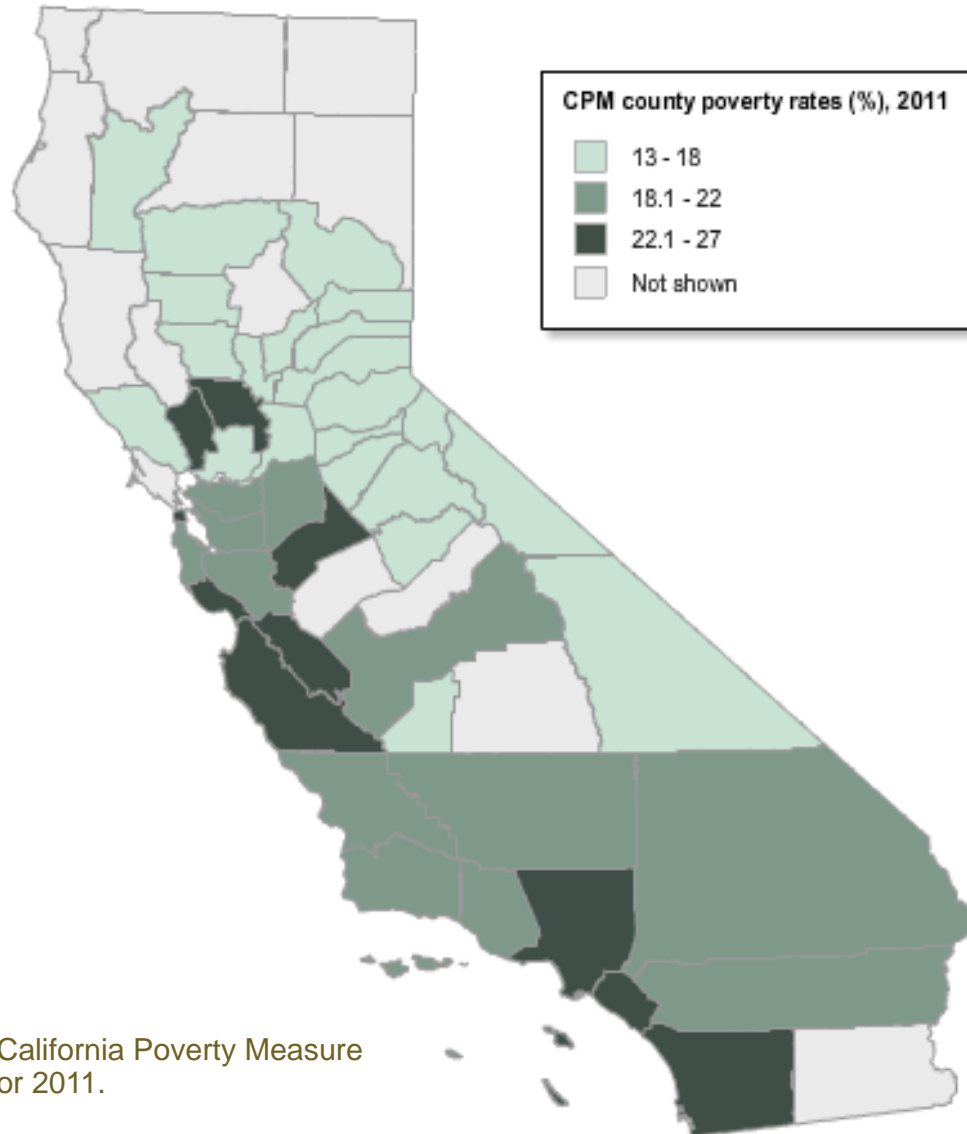 CPM county poverty rates (%), 2011
13 - 18
18.1 - 22
22.1 - 27
Not shown
California Poverty Measure
or 2011.